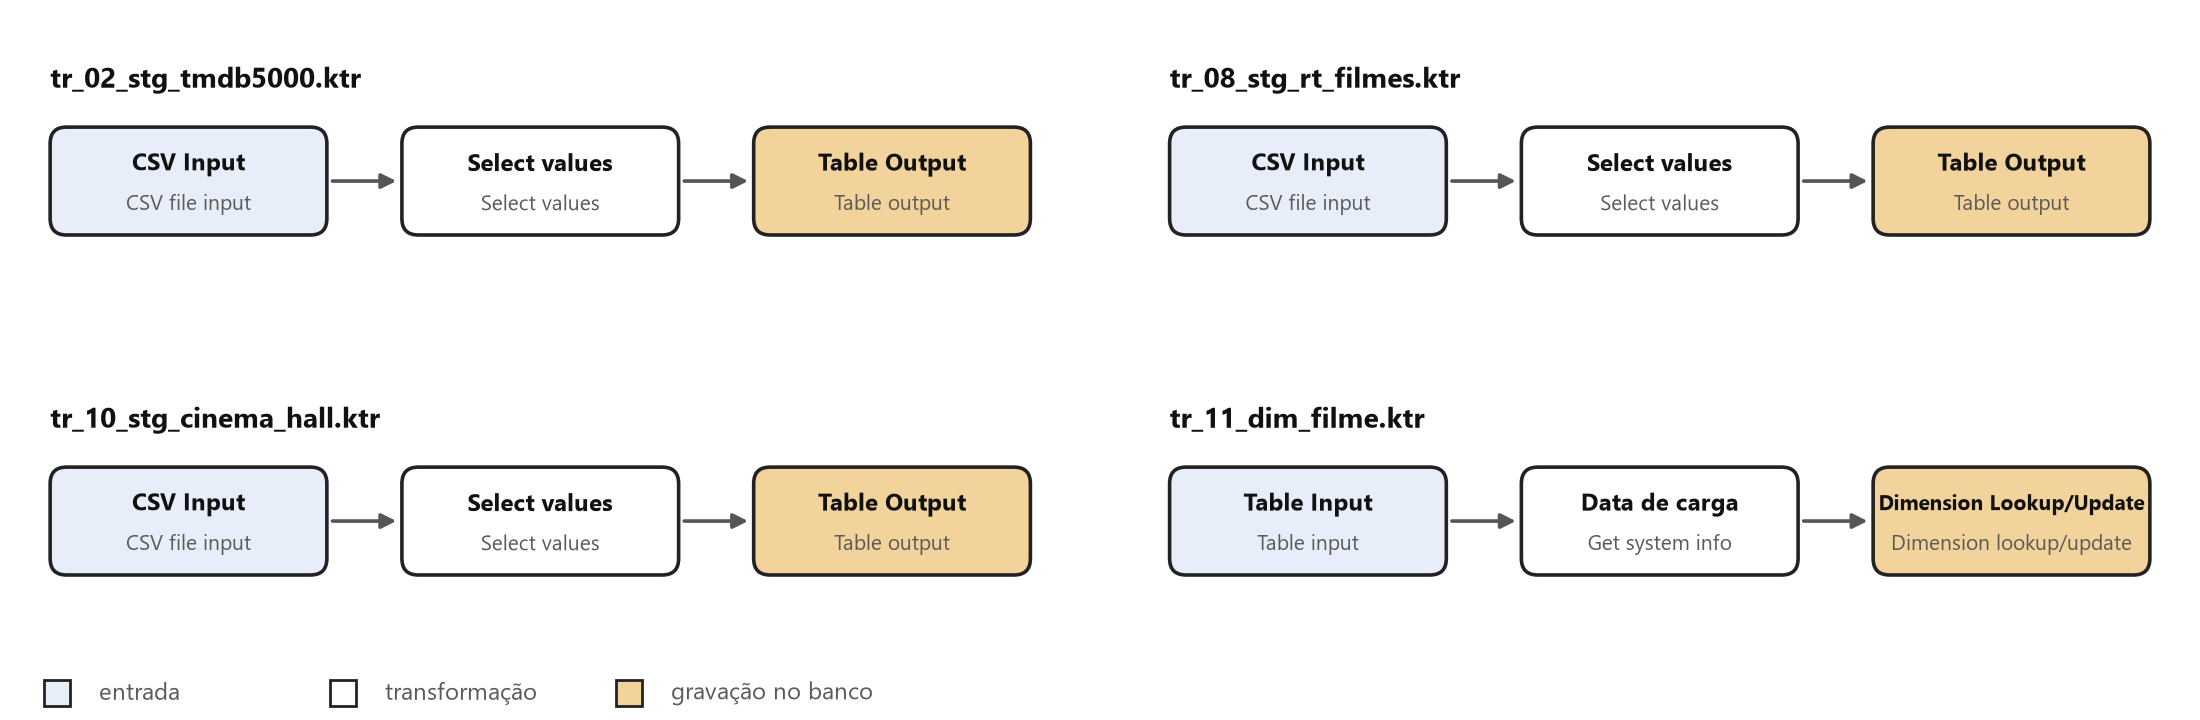 tr_02_stg_tmdb5000.ktr
CSV Input
CSV file input
Select values
Select values
Table Output
Table output
tr_08_stg_rt_filmes.ktr
CSV Input
CSV file input
Select values
Select values
Table Output
Table output
tr_10_stg_cinema_hall.ktr
CSV Input
CSV file input
Select values
Select values
Table Output
Table output
tr_11_dim_filme.ktr
Table Input
Table input
Data de carga
Get system info
Dimension Lookup/Update
Dimension lookup/update
entrada
transformação
gravação no banco